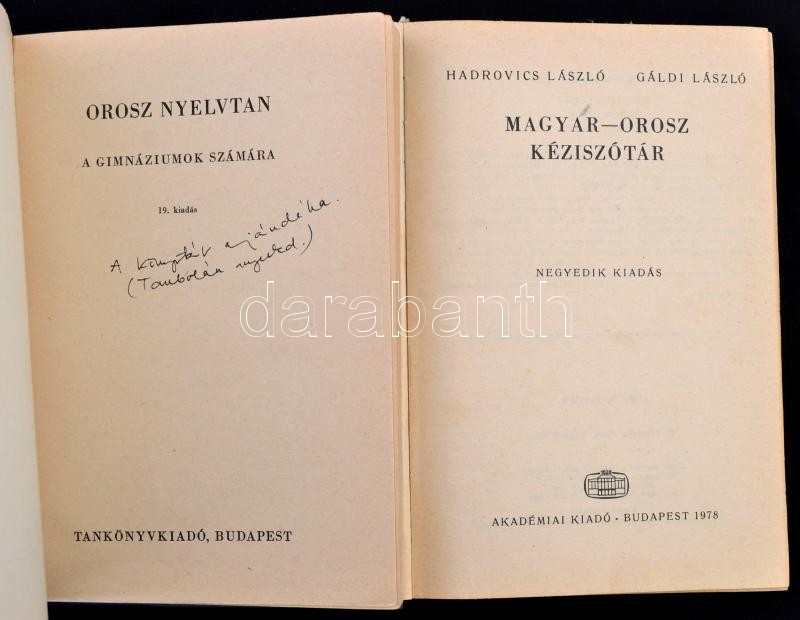 OROSZ NYELVTAN
A GIMNÁZIUMOK SZÁMÁRA
19. kiadás
A könyvtár ajándéka.
(Tombolán nyerted.)
TANKÖNYVKIADÓ, BUDAPEST
HADROVICS LÁSZLÓ GÁLDI LÁSZLÓ
MAGYAR—OROSZ
KÉZISZÓTÁR
NEGYEDIK KIADÁS
1828
AKADÉMIAI KIADÓ · BUDAPEST 1978
darabanth